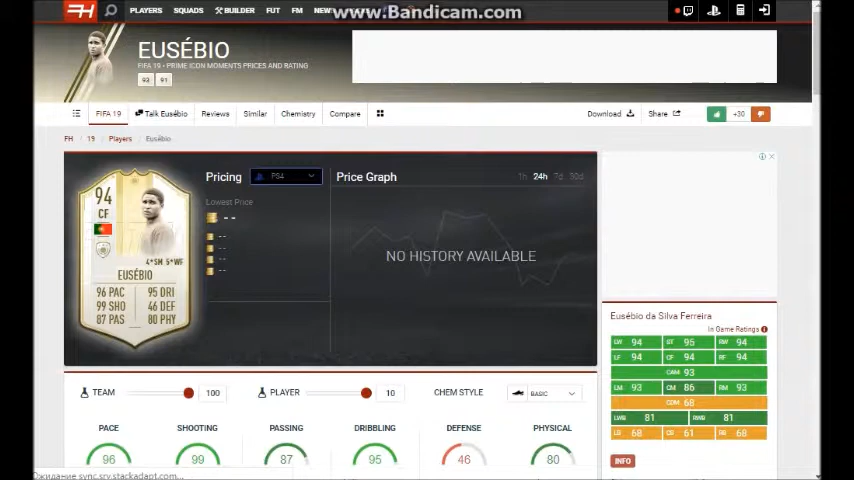 www.Bandicam.com
FH PLAYERS SQUADS BUILDER FUT FM NEW
EUSÉBIO
FIFA 19 - PRIME ICON MOMENTS PRICES AND RATING
93 91
FIFA 19 Talk Eusébio Reviews Similar Chemistry Compare Download Share +30
FH 19 Players Eusébio
Pricing PS4 Price Graph 1h 24h 7d 30d
Lowest Price
--
--
--
--
--
NO HISTORY AVAILABLE
94
CF
4*SM 5*WF
EUSÉBIO
96 PAC 95 DRI
99 SHO 46 DEF
87 PAS 80 PHY
Eusébio da Silva Ferreira
In Game Ratings
LW 94 ST 95 RW 94
LF 94 CF 94 RF 94
CAM 93
LM 93 CM 86 RM 93
CDM 68
LWB 81 RWB 81
LB 68 CB 61 RB 68
INFO
TEAM 100 PLAYER 10 CHEM STYLE BASIC
PACE SHOOTING PASSING DRIBBLING DEFENSE PHYSICAL
96 99 87 95 46 80
Ожидание sync.srv.stackadapt.com...